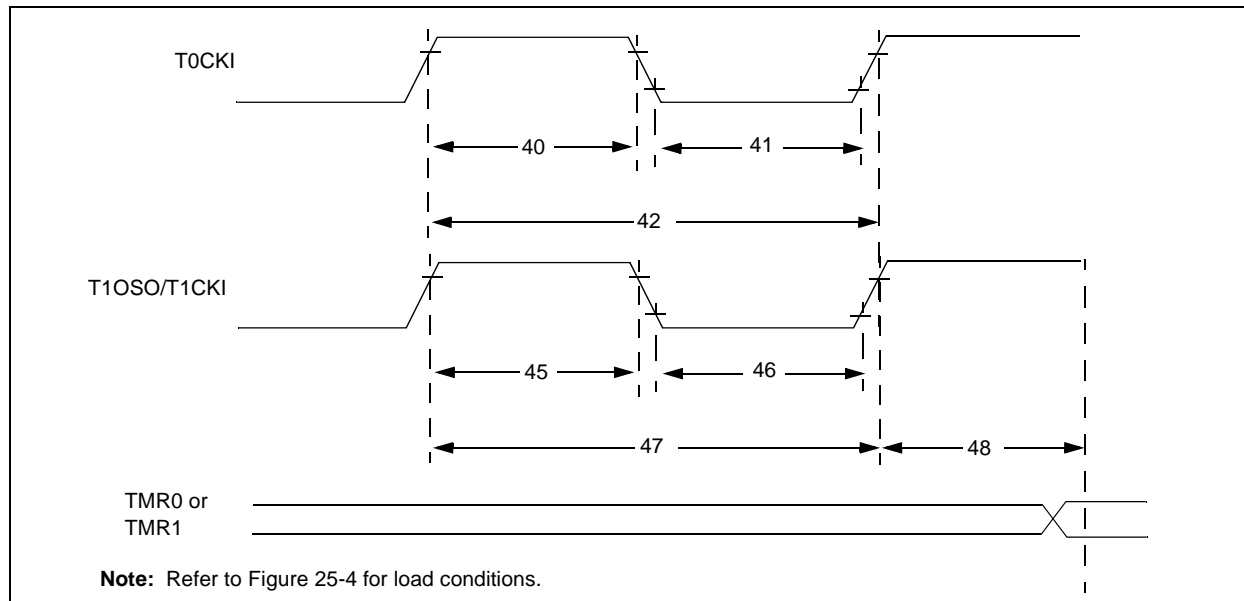 T0CKI
40
41
42
T1OSO/T1CKI
45
46
47
48
TMR0 or
TMR1
Note: Refer to Figure 25-4 for load conditions.